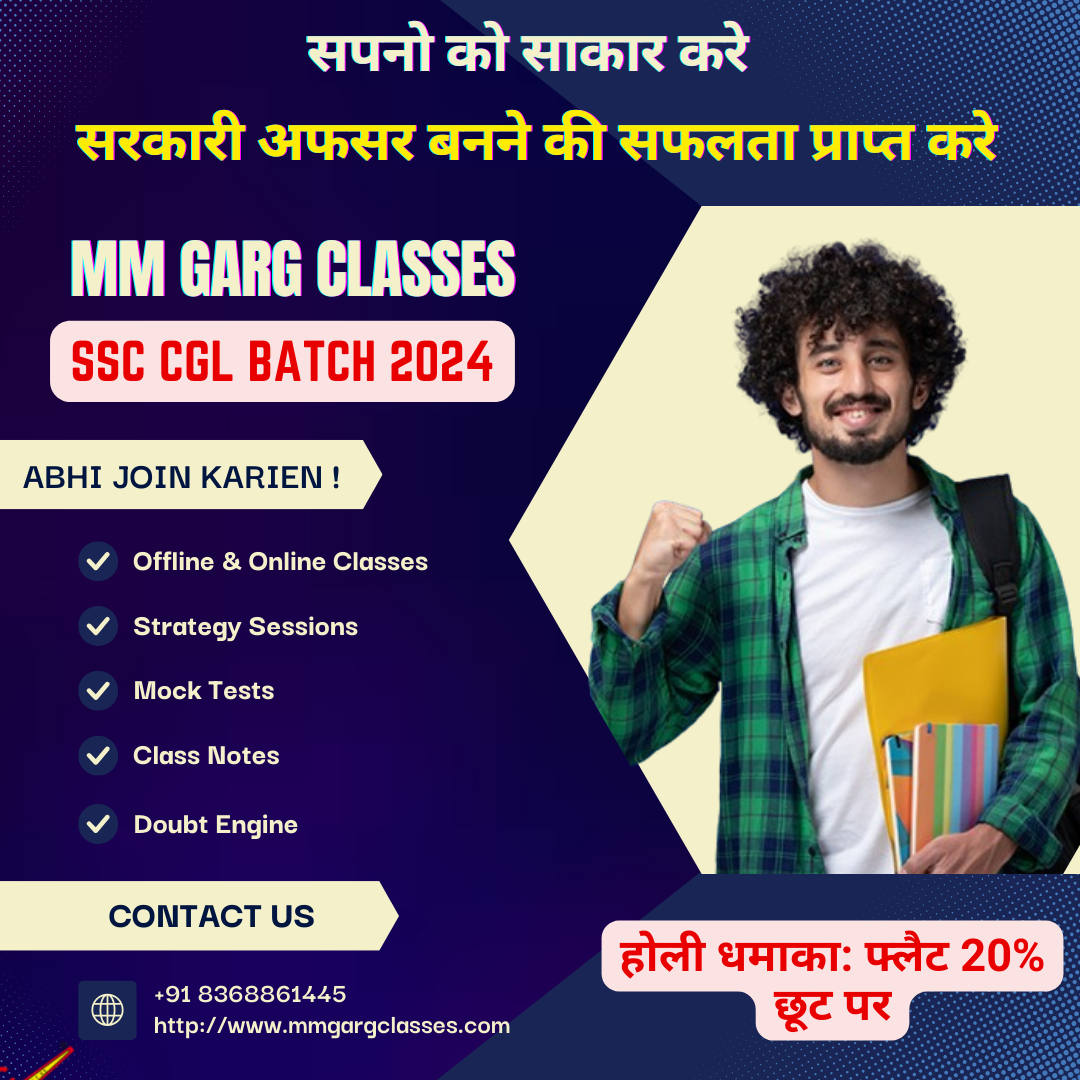 सपनो को साकार करे
सरकारी अफसर बनने की सफलता प्राप्त करे
MM GARG CLASSES
SSC CGL BATCH 2024
ABHI JOIN KARIEN !
Offline & Online Classes
Strategy Sessions
Mock Tests
Class Notes
Doubt Engine
CONTACT US
+91 8368861445
http://www.mmgargclasses.com
होली धमाका: फ्लैट 20%
छूट पर